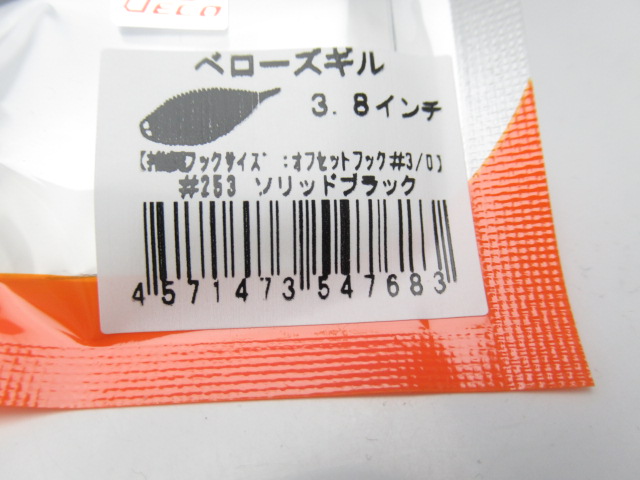 ベローズギル
3.8インチ
フックサイズ :オフセットフック#3/0】
#253 ソリッドブラック
4571473547683